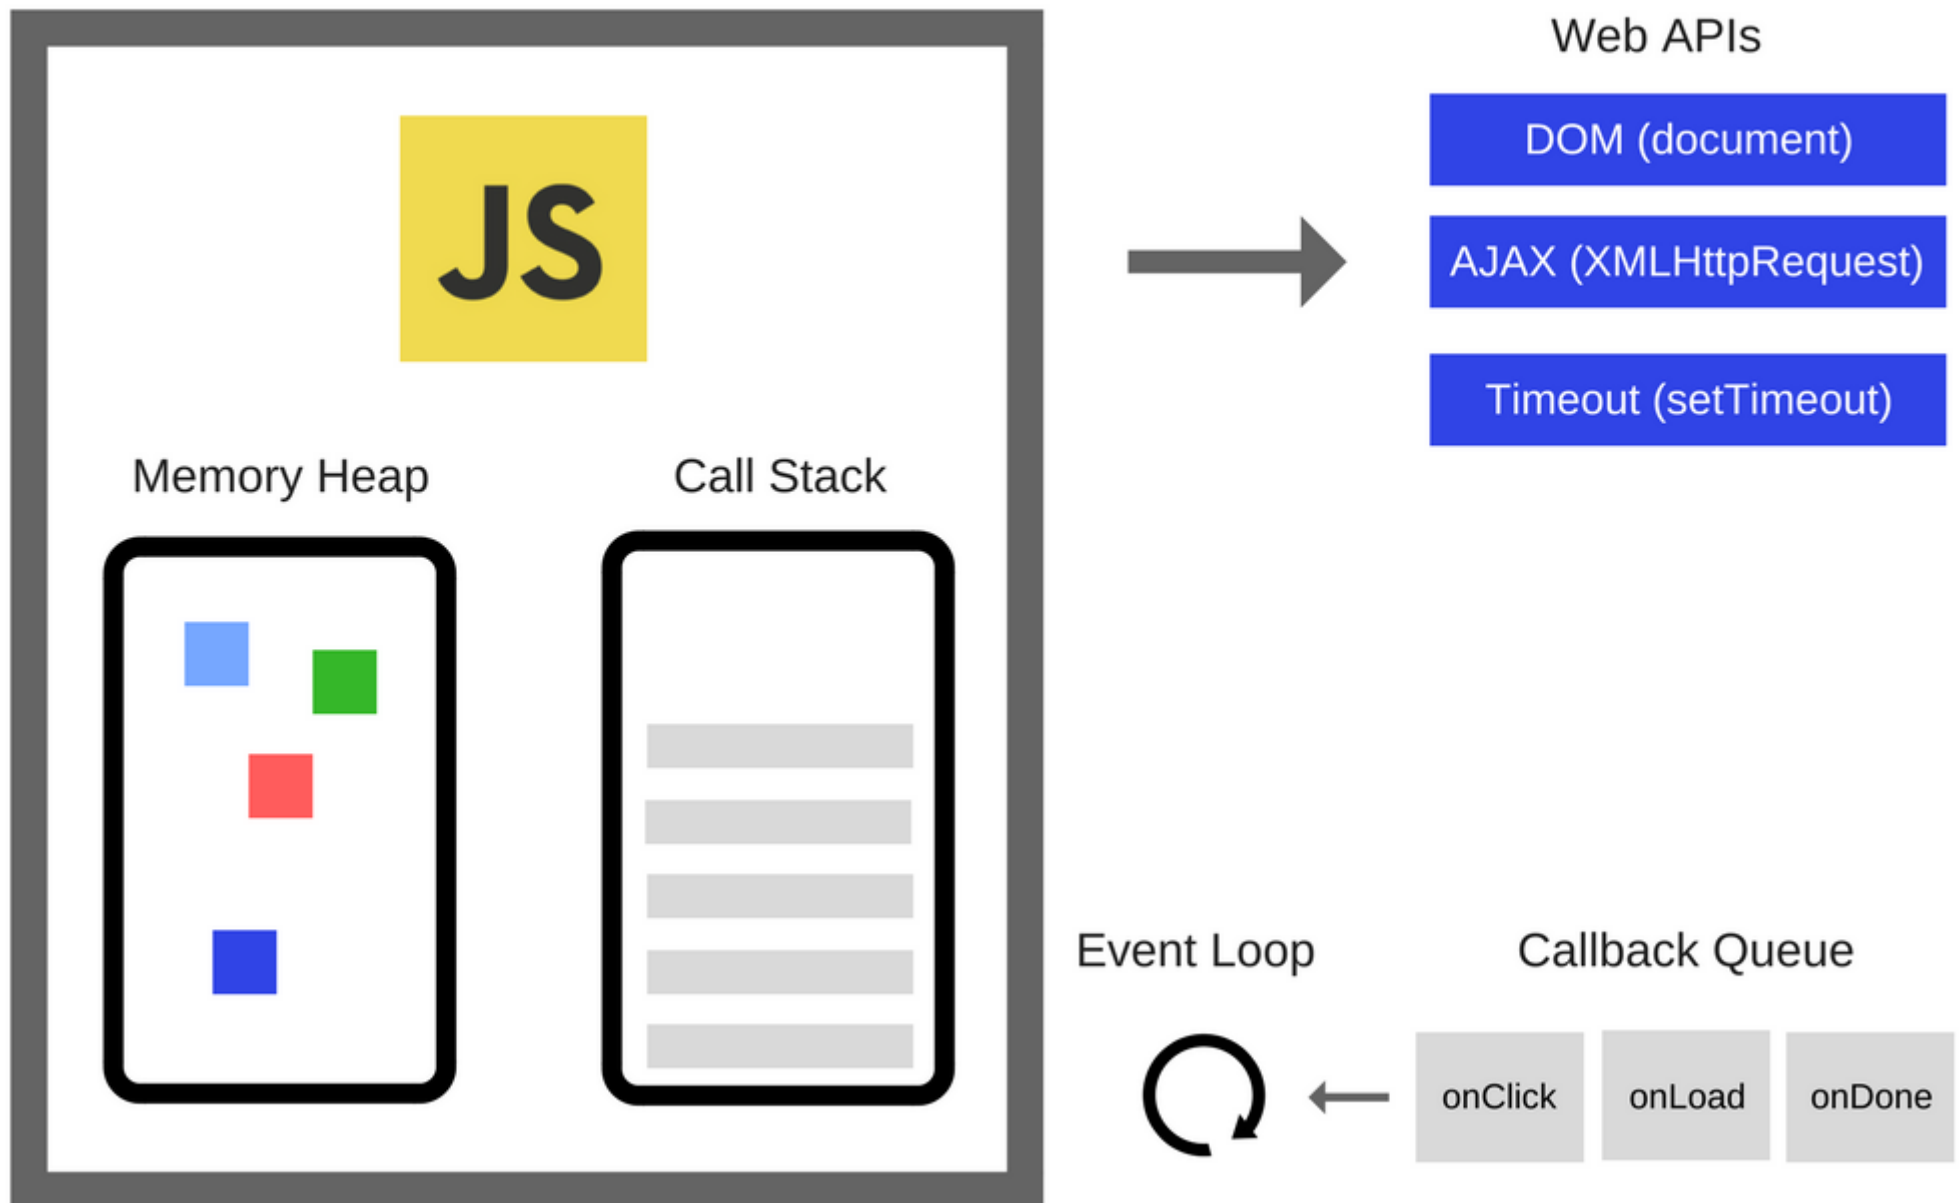 Web APIs
DOM (document)
JS
AJAX (XMLHttpRequest)
Timeout (setTimeout)
Memory Heap
Call Stack
Event Loop
Callback Queue
onClick
onLoad
onDone